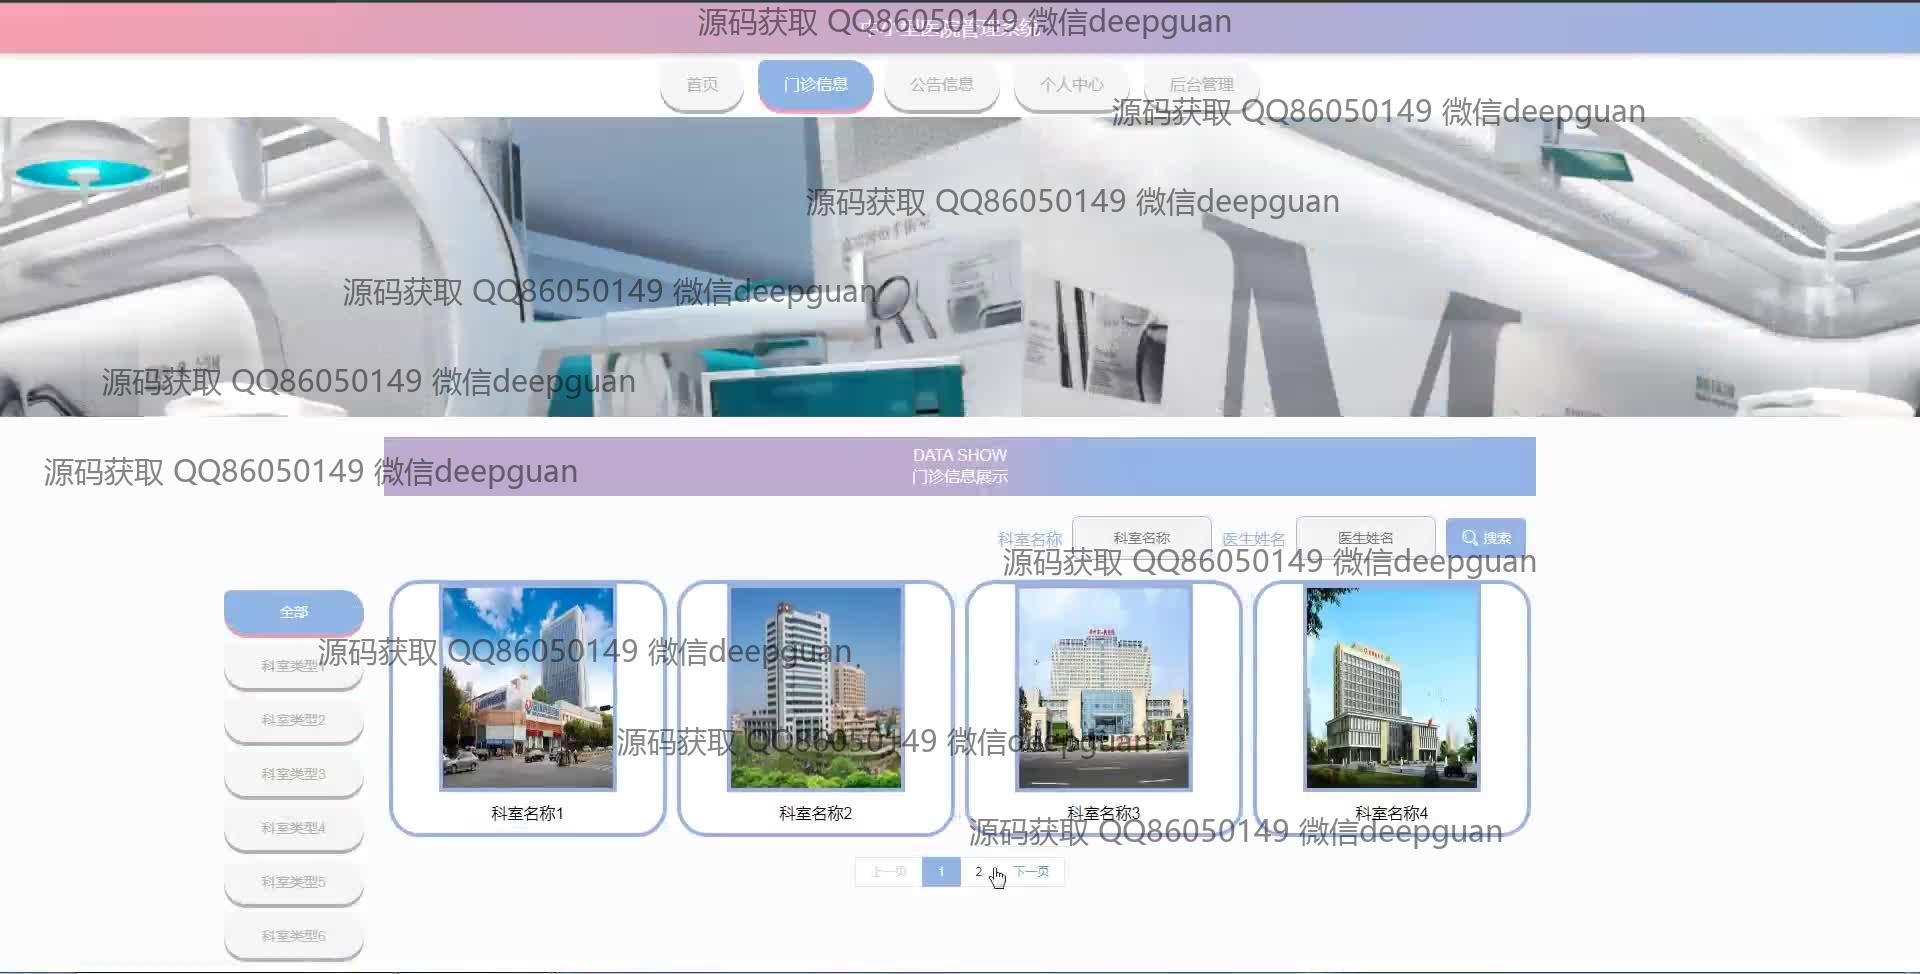 源码获取 QQ86050149 微信deepguan
型医院管理系统
首页
门诊信息
公告信息
个人中心
后台管理
源码获取 QQ86050149 微信deepguan
源码获取 QQ86050149 微信deepguan
源码获取 QQ86050149 微信deepguan
源码获取 QQ86050149 微信deepguan
M
DATA SHOW
门诊信息展示
源码获取 QQ86050149 微信deepguan
科室名称 科室名称 医生姓名 医生姓名 搜索
源码获取 QQ86050149 微信deepguan
全部
科室类型1
科室类型2
科室类型3
科室类型4
科室类型5
科室类型6
源码获取 QQ86050149 微信deepguan
源码获取 QQ86050149 微信deepguan
科室名称1
科室名称2
科室名称3
科室名称4
源码获取 QQ86050149 微信deepguan
上一页 1 2 下一页